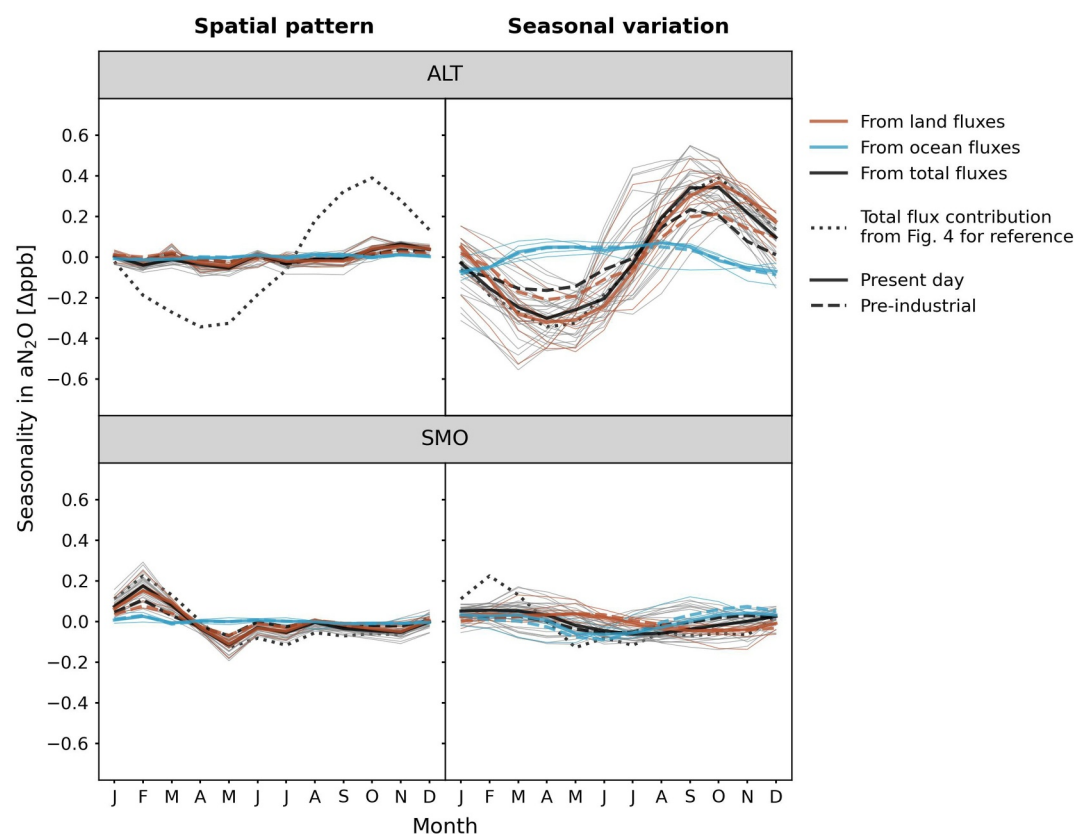 Spatial pattern
Seasonal variation
ALT
0.6
0.4
0.2
0.0
−0.2
−0.4
−0.6
From land fluxes
From ocean fluxes
From total fluxes
Total flux contribution
from Fig. 4 for reference
Present day
Pre-industrial
Seasonality in aN₂O [Δppb]
SMO
0.6
0.4
0.2
0.0
−0.2
−0.4
−0.6
J F M A M J J A S O N D
J F M A M J J A S O N D
Month